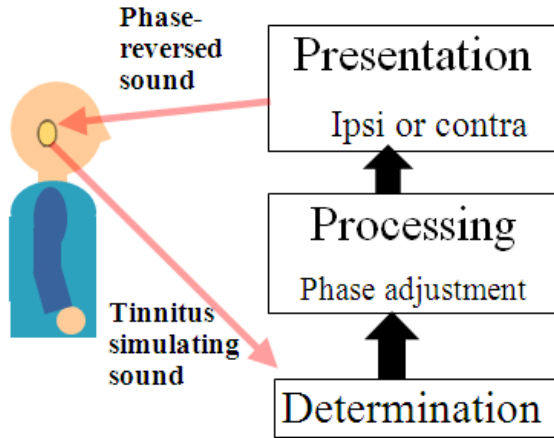 Phase-
reversed
sound
Presentation
Ipsi or contra
Processing
Phase adjustment
Tinnitus
simulating
sound
Determination